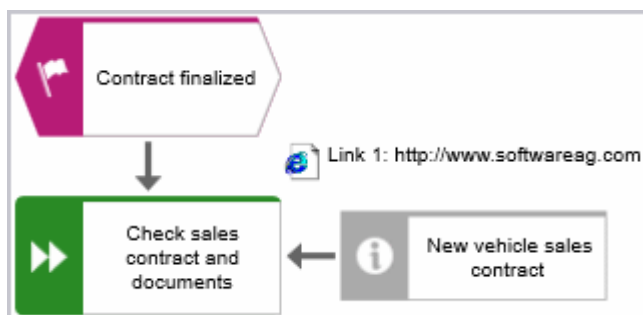 Contract finalized
Link 1: http://www.softwareag.com
Check sales
contract and
documents
New vehicle sales
contract